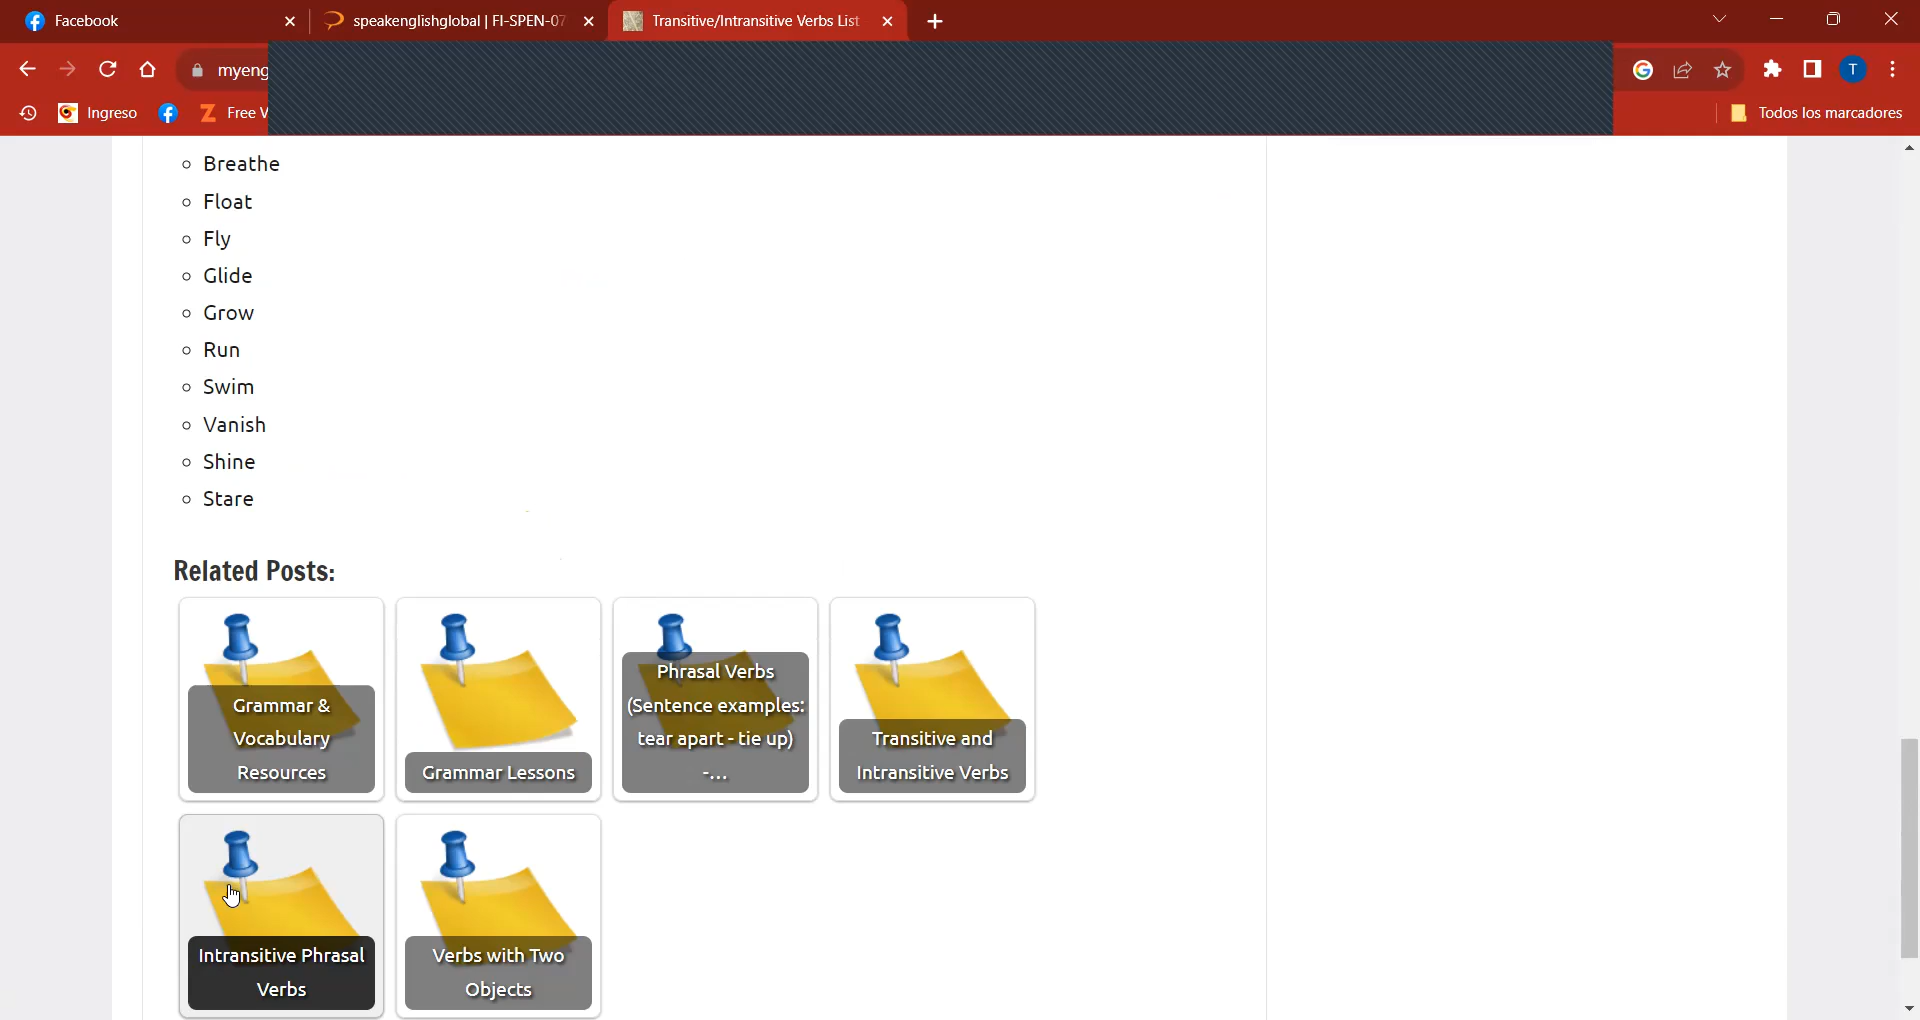 Facebook
speakenglishglobal | FI-SPEN-07
Transitive/Intransitive Verbs List
myeng
T
Ingreso
Free V
Todos los marcadores
Breathe
Float
Fly
Glide
Grow
Run
Swim
Vanish
Shine
Stare
Related Posts:
Grammar &
Vocabulary
Resources
Grammar Lessons
Phrasal Verbs
(Sentence examples:
tear apart - tie up)
-...
Transitive and
Intransitive Verbs
Intransitive Phrasal
Verbs
Verbs with Two
Objects